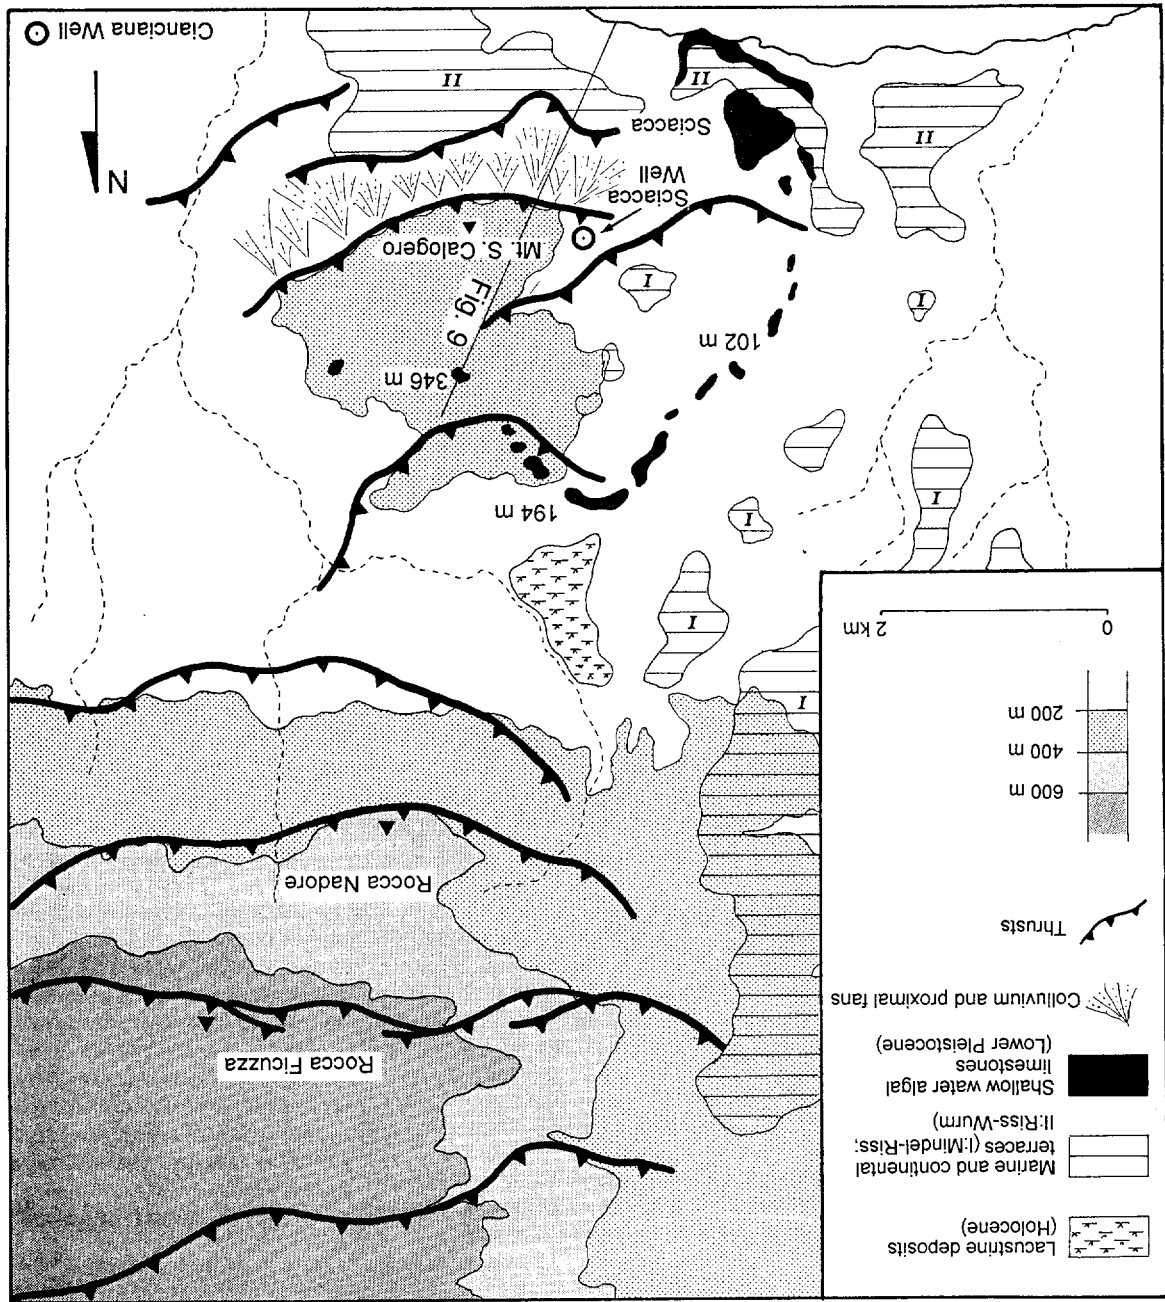 Lacustrine deposits
(Holocene)
Marine and continental
terraces (I:Mindel-Riss;
II:Riss-Wurm)
Shallow water algal
limestones
(Lower Pleistocene)
Colluvium and proximal fans
Thrusts
600 m
400 m
200 m
0 2 km
Rocca Ficuzza
Rocca Nadore
I
I
I
194 m
I
346 m
102 m
Fig. 9
I
I
Mt. S. Calogero
Sciacca
Well
N
II
Sciacca
II
II
Cianciana Well